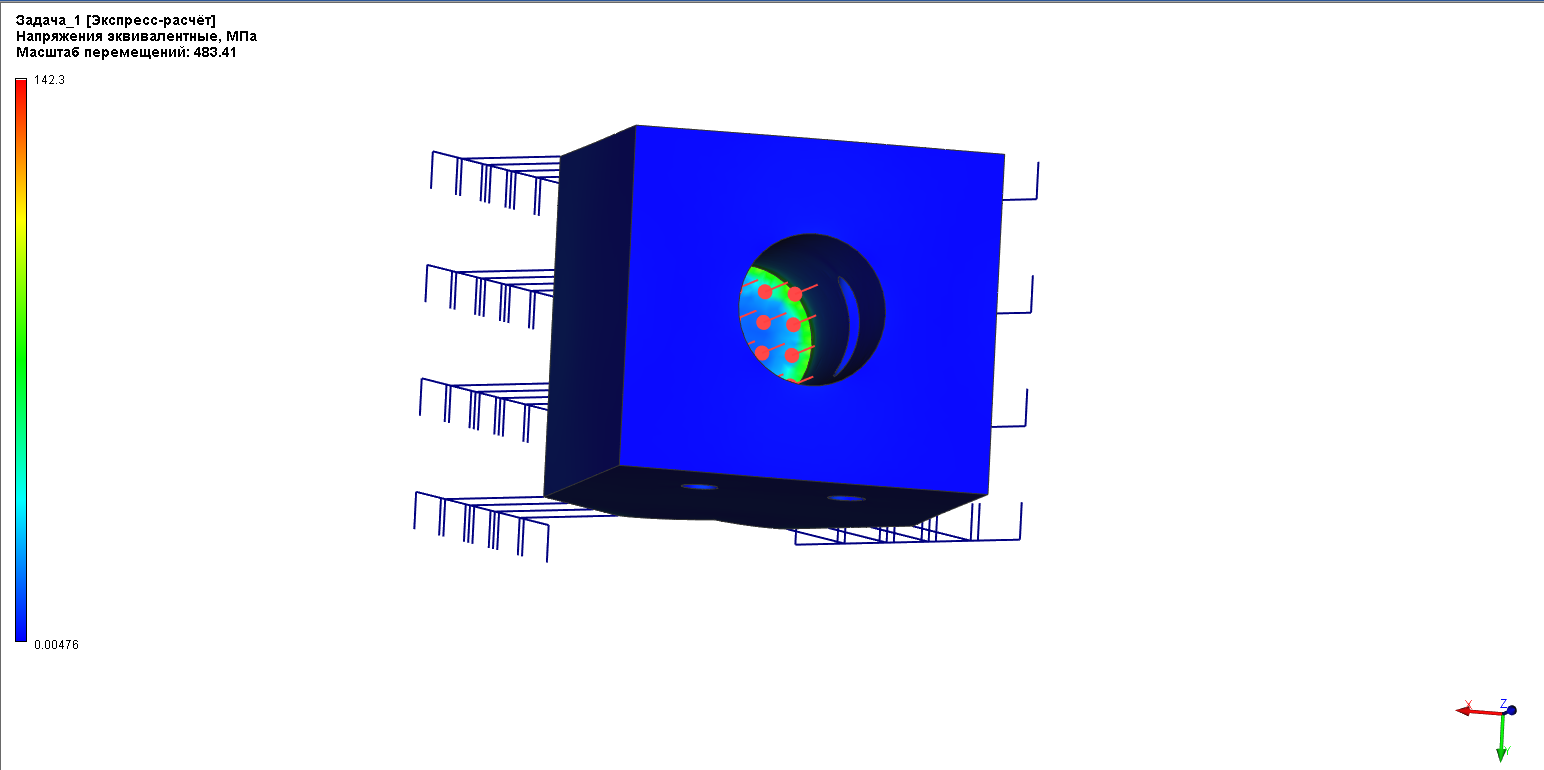 Задача_1 [Экспресс-расчёт]
Напряжения эквивалентные, МПа
Масштаб перемещений: 483.41
142.3
0.00476
X
Z
Y